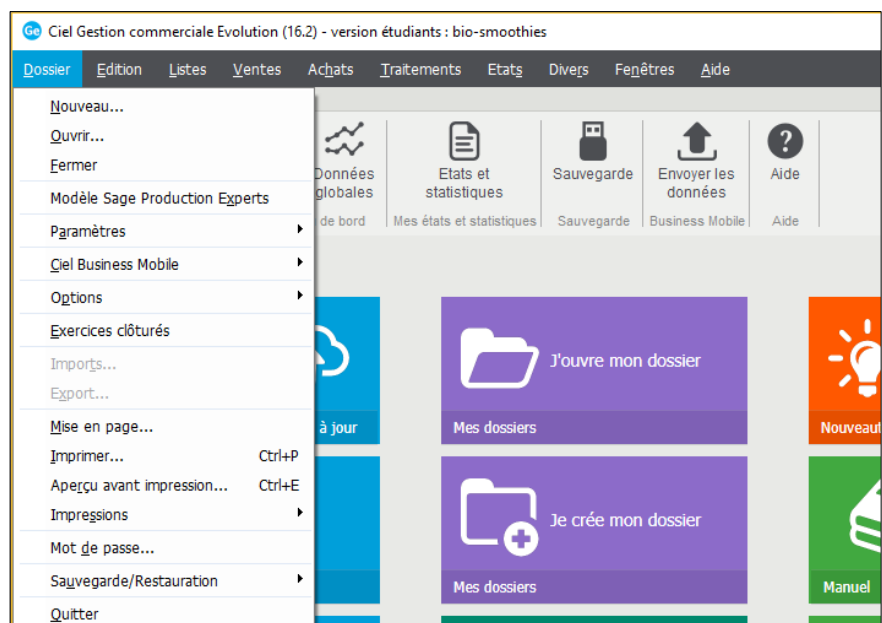 Ge Ciel Gestion commerciale Evolution (16.2) - version étudiants : bio-smoothies
Dossier Edition Listes Ventes Achats Traitements Etats Divers Fenêtres Aide
Nouveau...
Ouvrir...
Fermer
Modèle Sage Production Experts
Paramètres
Ciel Business Mobile
Options
Exercices clôturés
Imports...
Export...
Mise en page...
Imprimer... Ctrl+P
Aperçu avant impression... Ctrl+E
Impressions
Mot de passe...
Sauvegarde/Restauration
Quitter
Données globales
Etats et statistiques
Sauvegarde
Envoyer les données
Aide
de bord
Mes états et statistiques
Sauvegarde
Business Mobile
Aide
à jour
J'ouvre mon dossier
Mes dossiers
Nouveaut
Je crée mon dossier
Mes dossiers
Manuel